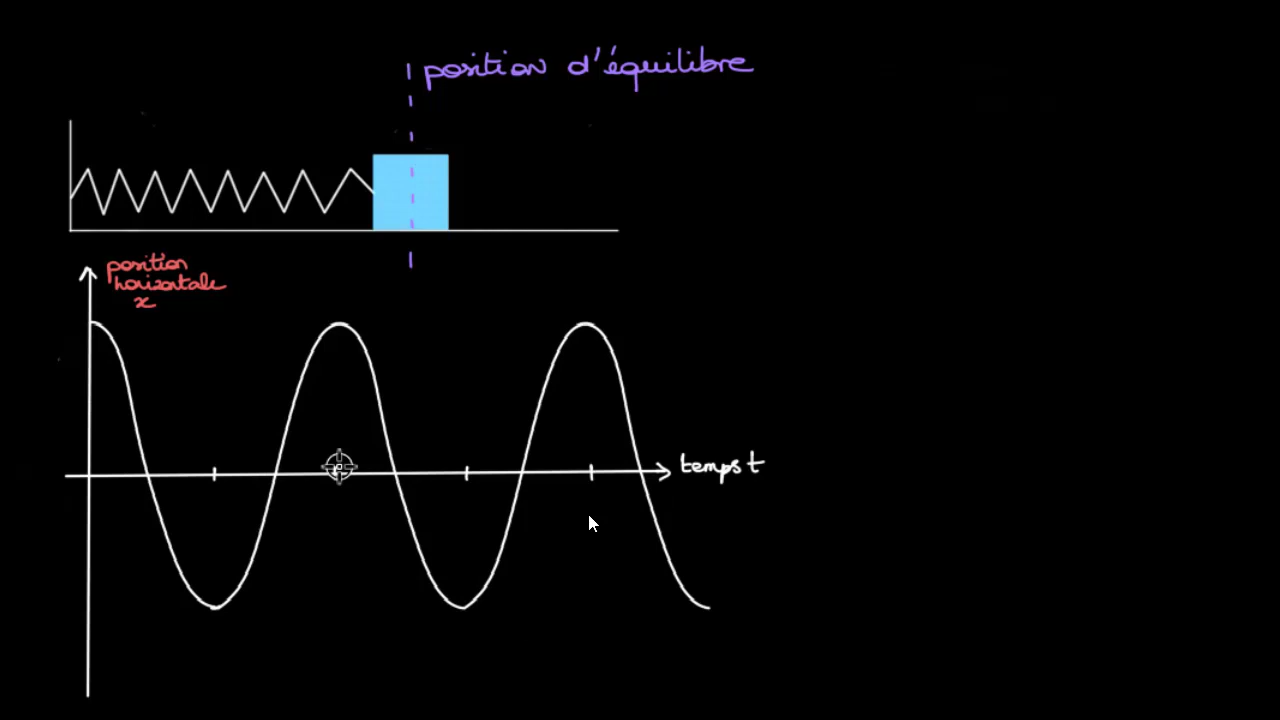 position d'équilibre
position
horizontale
x
temps t